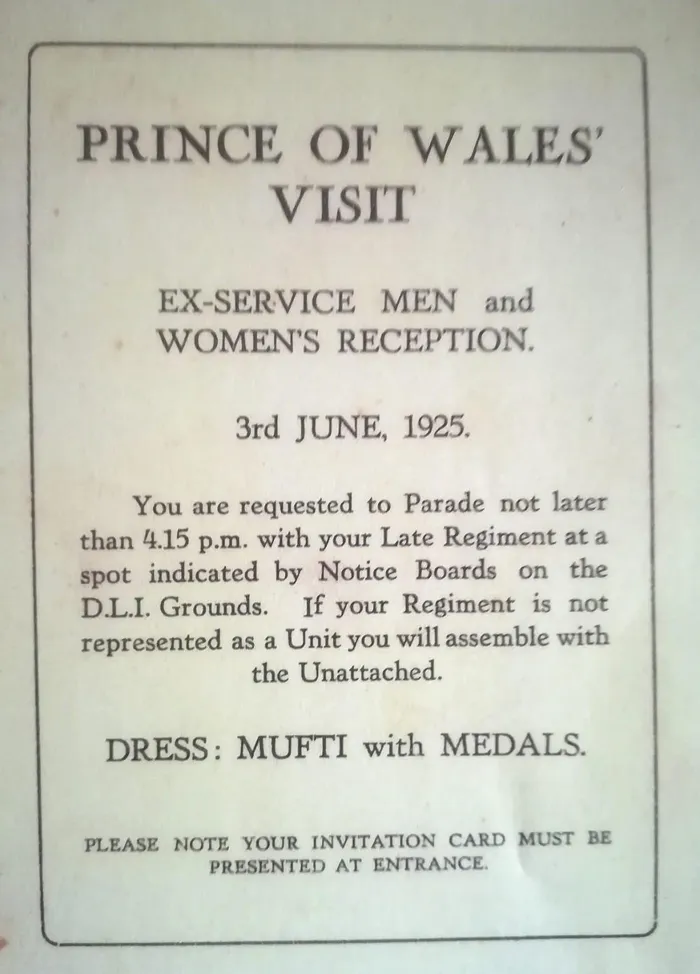 PRINCE OF WALES'
VISIT
EX-SERVICE MEN and
WOMEN'S RECEPTION.
3rd JUNE, 1925.
You are requested to Parade not later
than 4.15 p.m. with your Late Regiment at a
spot indicated by Notice Boards on the
D.L.I. Grounds. If your Regiment is not
represented as a Unit you will assemble with
the Unattached.
DRESS: MUFTI with MEDALS.
PLEASE NOTE YOUR INVITATION CARD MUST BE
PRESENTED AT ENTRANCE.